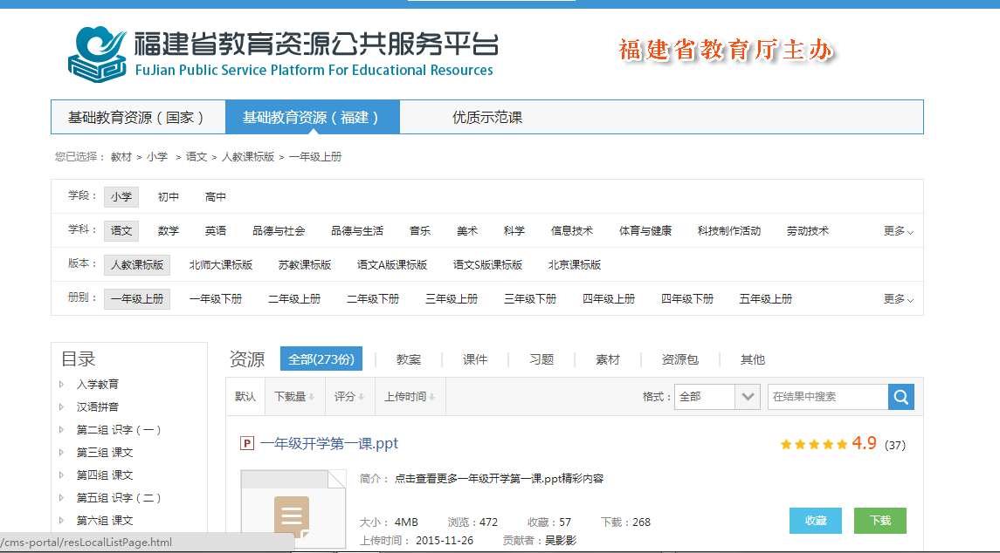 福建省教育资源公共服务平台
FuJian Public Service Platform For Educational Resources
福建省教育厅主办
基础教育资源（国家） 基础教育资源（福建） 优质示范课
您已选择： 教材 > 小学 > 语文 > 人教课标版 > 一年级上册
学段： 小学 初中 高中
学科： 语文 数学 英语 品德与社会 品德与生活 音乐 美术 科学 信息技术 体育与健康 科技制作活动 劳动技术 更多
版本： 人教课标版 北师大课标版 苏教课标版 语文A版课标版 语文S版课标版 北京课标版
册别： 一年级上册 一年级下册 二年级上册 二年级下册 三年级上册 三年级下册 四年级上册 四年级下册 五年级上册 更多
目录
入学教育
汉语拼音
第二组 识字（一）
第三组 课文
第四组 课文
第五组 识字（二）
第六组 课文
资源 全部(273份) 教案 课件 习题 素材 资源包 其他
默认 下载量 评分 上传时间 格式： 全部 在结果中搜索
P 一年级开学第一课.ppt 4.9 (37)
简介： 点击查看更多一年级开学第一课.ppt精彩内容
大小： 4MB 浏览：472 收藏：57 下载：268 收藏 下载
上传时间： 2015-11-26 贡献者：吴影影
/cms-portal/resLocalListPage.html